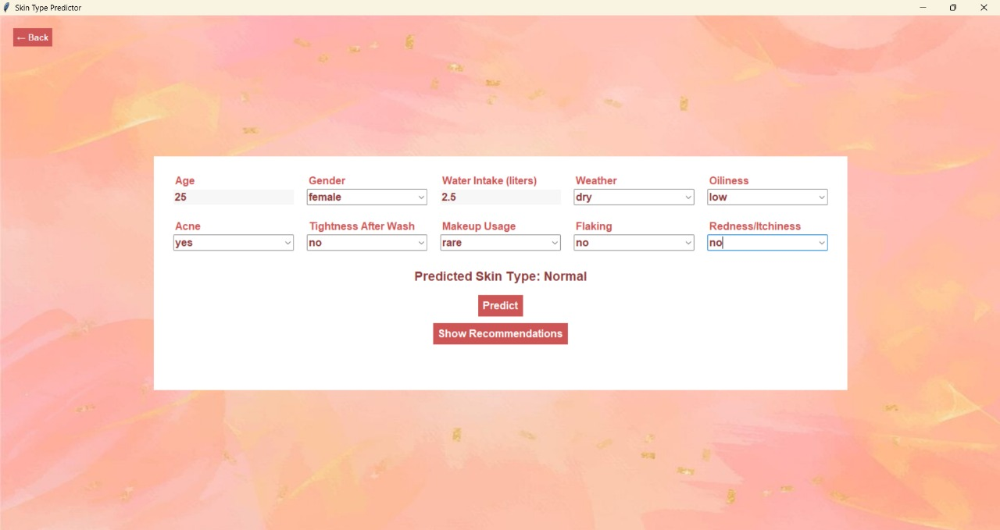 Skin Type Predictor
← Back
Age Gender Water Intake (liters) Weather Oiliness
25 female 2.5 dry low
Acne Tightness After Wash Makeup Usage Flaking Redness/Itchiness
yes no rare no no
Predicted Skin Type: Normal
Predict
Show Recommendations